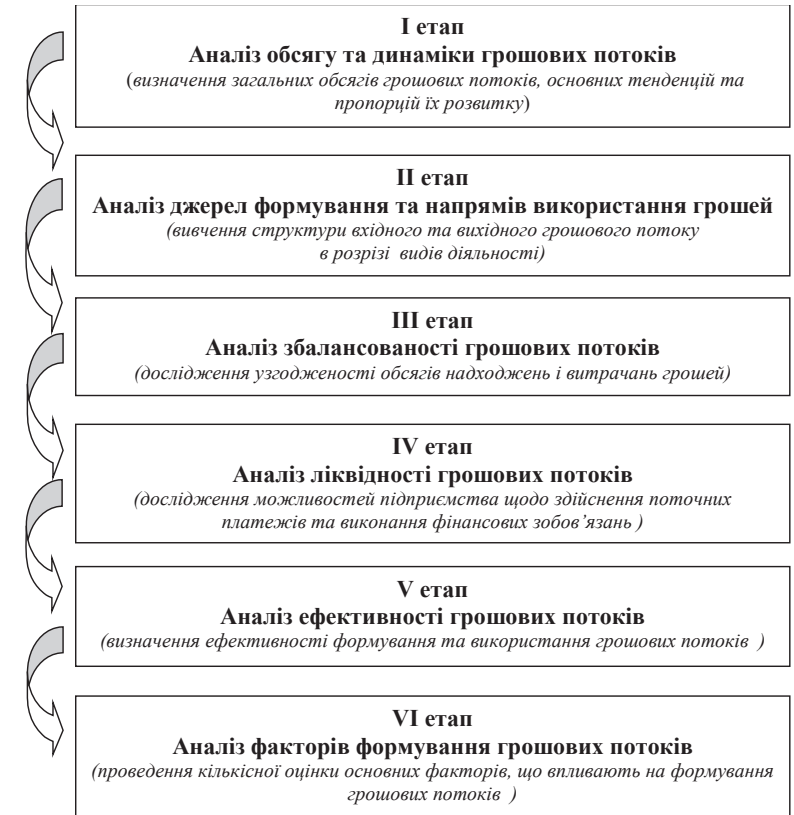 І етап
Аналіз обсягу та динаміки грошових потоків
(визначення загальних обсягів грошових потоків, основних тенденцій та
пропорцій їх розвитку)
ІІ етап
Аналіз джерел формування та напрямів використання грошей
(вивчення структури вхідного та вихідного грошового потоку
в розрізі  видів діяльності)
ІІІ етап
Аналіз збалансованості грошових потоків
(дослідження узгодженості обсягів надходжень і витрачань грошей)
IV етап
Аналіз ліквідності грошових потоків
(дослідження можливостей підприємства щодо здійснення поточних
платежів та виконання фінансових зобов’язань )
V етап
Аналіз ефективності грошових потоків
(визначення ефективності формування та використання грошових потоків  )
VI етап
Аналіз факторів формування грошових потоків
(проведення кількісної оцінки основних факторів, що впливають на формування
грошових потоків  )